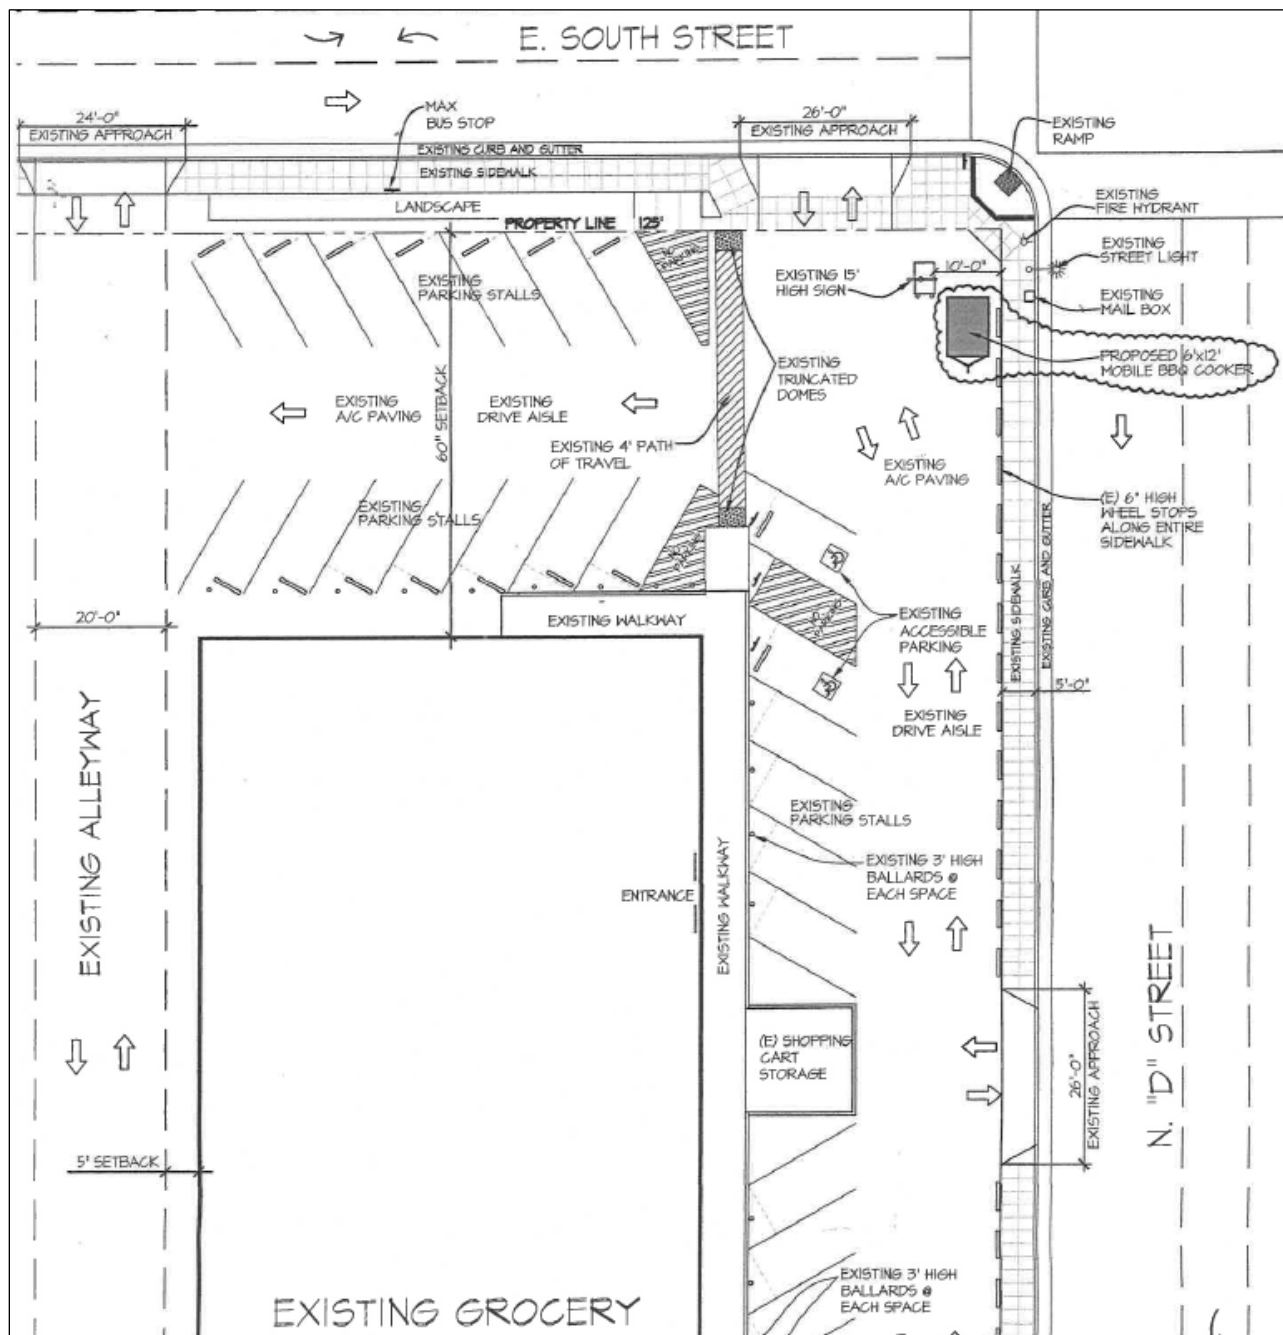 E. SOUTH STREET
24'-0"
EXISTING APPROACH
MAX
BUS STOP
26'-0"
EXISTING APPROACH
EXISTING
RAMP
EXISTING CURB AND GUTTER
EXISTING SIDEWALK
LANDSCAPE
PROPERTY LINE 125'
EXISTING
FIRE HYDRANT
EXISTING
STREET LIGHT
EXISTING
MAIL BOX
EXISTING 15'
HIGH SIGN
10'-0"
NO
PARKING
EXISTING
PARKING STALLS
PROPOSED 6'x12'
MOBILE BBQ COOKER
EXISTING
TRUNCATED
DOMES
60" SETBACK
EXISTING
A/C PAVING
EXISTING
DRIVE AISLE
EXISTING 4' PATH
OF TRAVEL
EXISTING
A/C PAVING
(E) 6" HIGH
WHEEL STOPS
ALONG ENTIRE
SIDEWALK
EXISTING
PARKING STALLS
NO
PARKING
EXISTING SIDEWALK
EXISTING CURB AND GUTTER
20'-0"
EXISTING WALKWAY
NO
PARKING
EXISTING
ACCESSIBLE
PARKING
5'-0"
EXISTING
DRIVE AISLE
EXISTING ALLEYWAY
EXISTING
PARKING STALLS
EXISTING 3' HIGH
BALLARDS @
EACH SPACE
ENTRANCE
EXISTING WALKWAY
N. "D" STREET
(E) SHOPPING
CART
STORAGE
26'-0"
EXISTING APPROACH
5' SETBACK
EXISTING 3' HIGH
BALLARDS @
EACH SPACE
EXISTING GROCERY